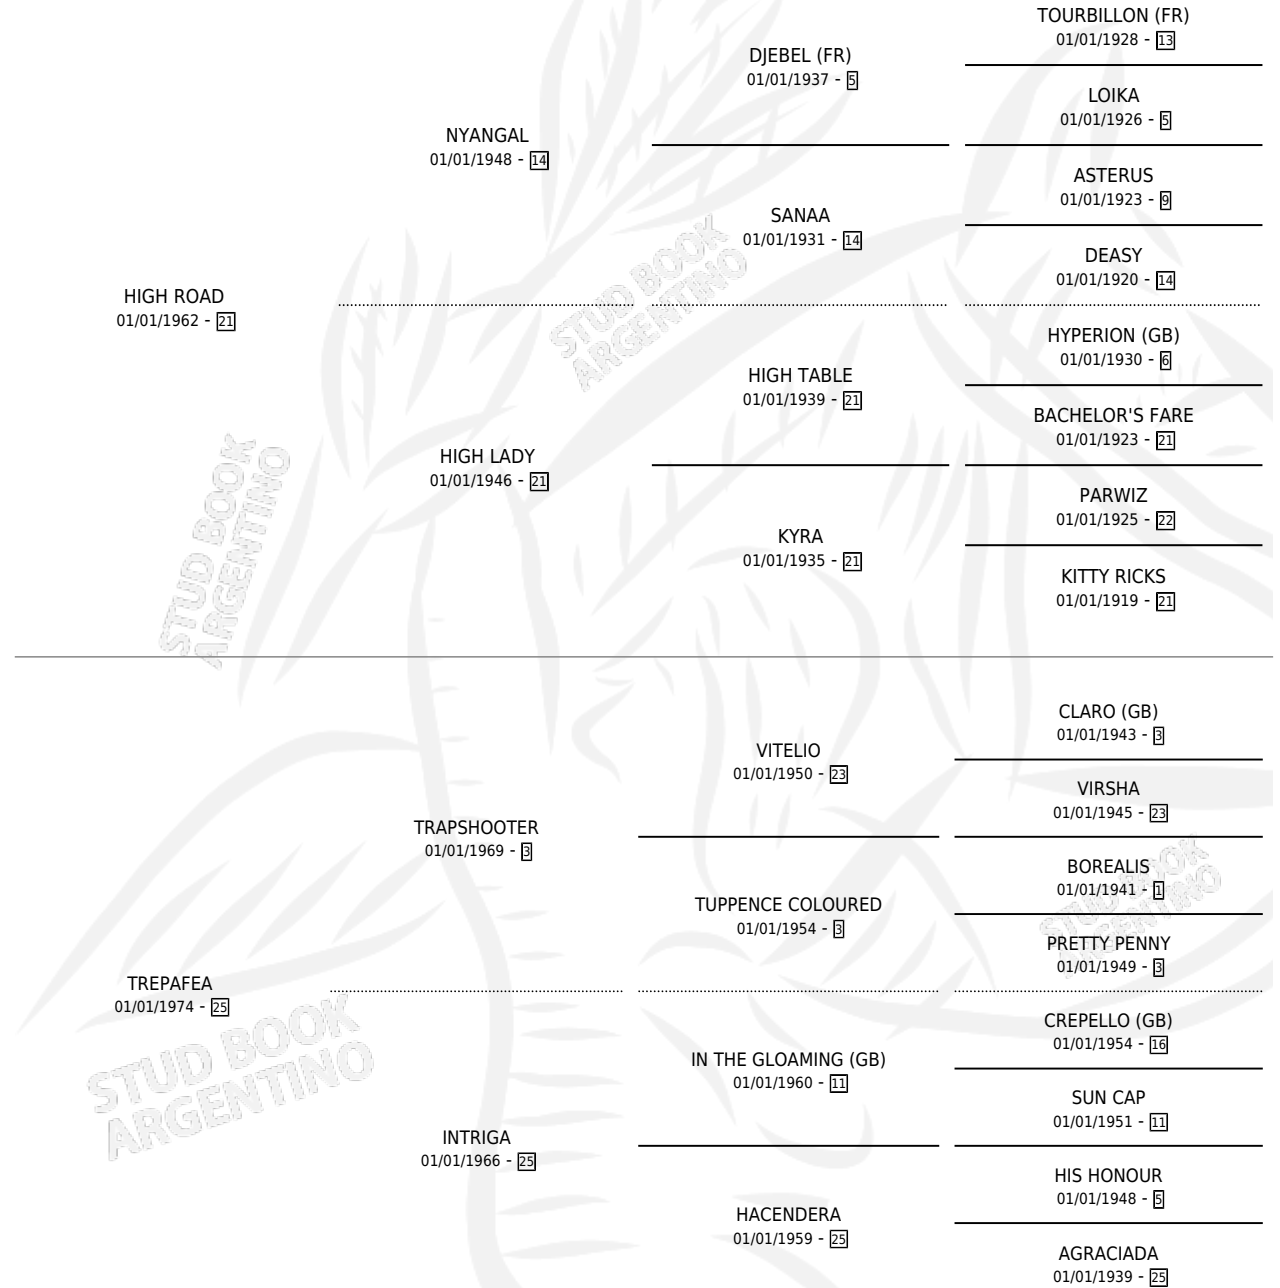 TOURBILLON (FR)
01/01/1928 - 13
DJEBEL (FR)
01/01/1937 - 5
LOIKA
01/01/1926 - 5
NYANGAL
01/01/1948 - 14
ASTERUS
01/01/1923 - 9
SANAA
01/01/1931 - 14
DEASY
01/01/1920 - 14
HIGH ROAD
01/01/1962 - 21
HYPERION (GB)
01/01/1930 - 6
HIGH TABLE
01/01/1939 - 21
BACHELOR'S FARE
01/01/1923 - 21
HIGH LADY
01/01/1946 - 21
PARWIZ
01/01/1925 - 22
KYRA
01/01/1935 - 21
KITTY RICKS
01/01/1919 - 21
CLARO (GB)
01/01/1943 - 3
VITELIO
01/01/1950 - 23
VIRSHA
01/01/1945 - 23
TRAPSHOOTER
01/01/1969 - 3
BOREALIS
01/01/1941 - 1
TUPPENCE COLOURED
01/01/1954 - 3
PRETTY PENNY
01/01/1949 - 3
TREPAFEA
01/01/1974 - 25
CREPELLO (GB)
01/01/1954 - 16
IN THE GLOAMING (GB)
01/01/1960 - 11
SUN CAP
01/01/1951 - 11
INTRIGA
01/01/1966 - 25
HIS HONOUR
01/01/1948 - 5
HACENDERA
01/01/1959 - 25
AGRACIADA
01/01/1939 - 25
STUD BOOK
ARGENTINO
STUD BOOK
ARGENTINO
STUD BOOK
ARGENTINO
STUD BOOK
ARGENTINO